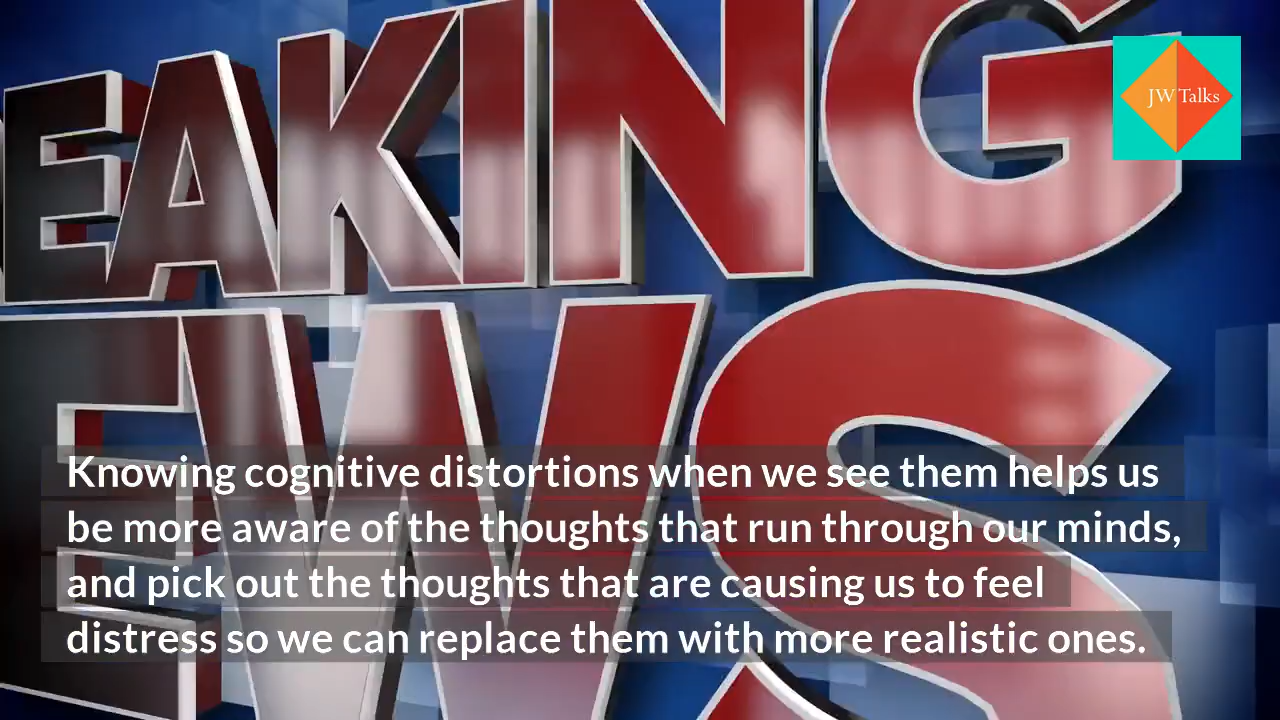 EAKING
EWS
JW Talks
Knowing cognitive distortions when we see them helps us
be more aware of the thoughts that run through our minds,
and pick out the thoughts that are causing us to feel
distress so we can replace them with more realistic ones.